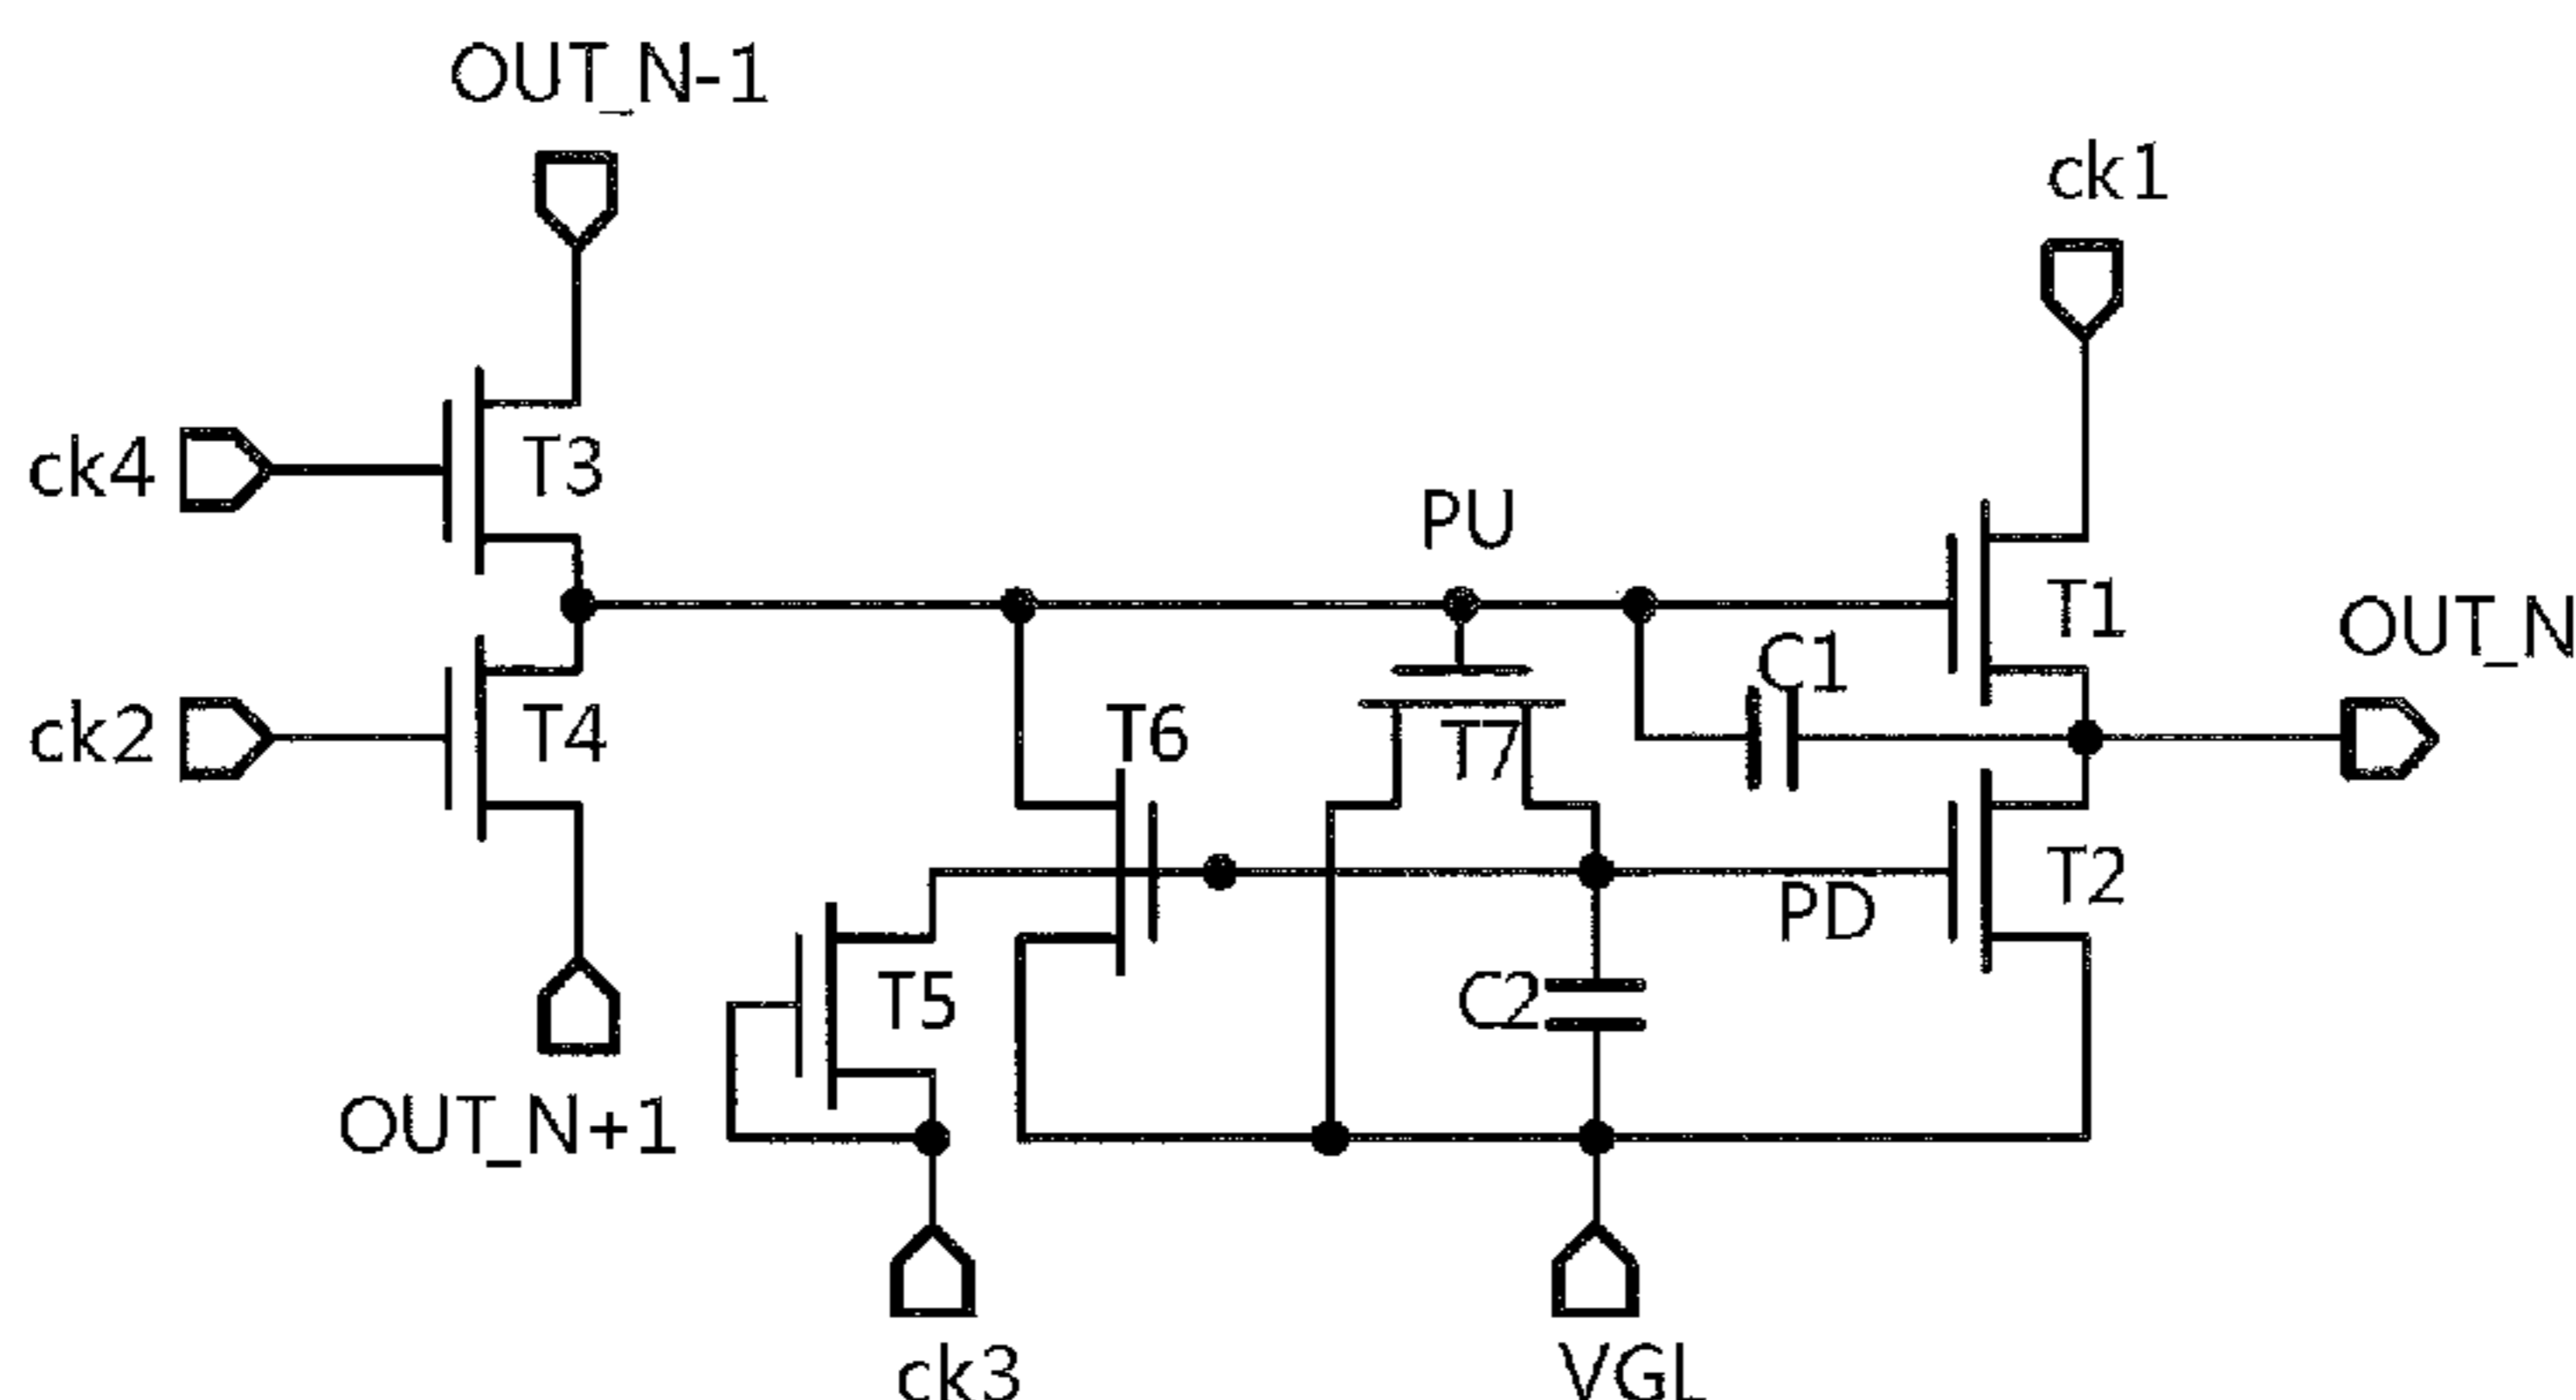 OUT_N-1
ck1
ck4
T3
PU
T1
OUT_N
C1
ck2
T4
T6
T7
T2
PD
T5
C2
OUT_N+1
ck3
VGL